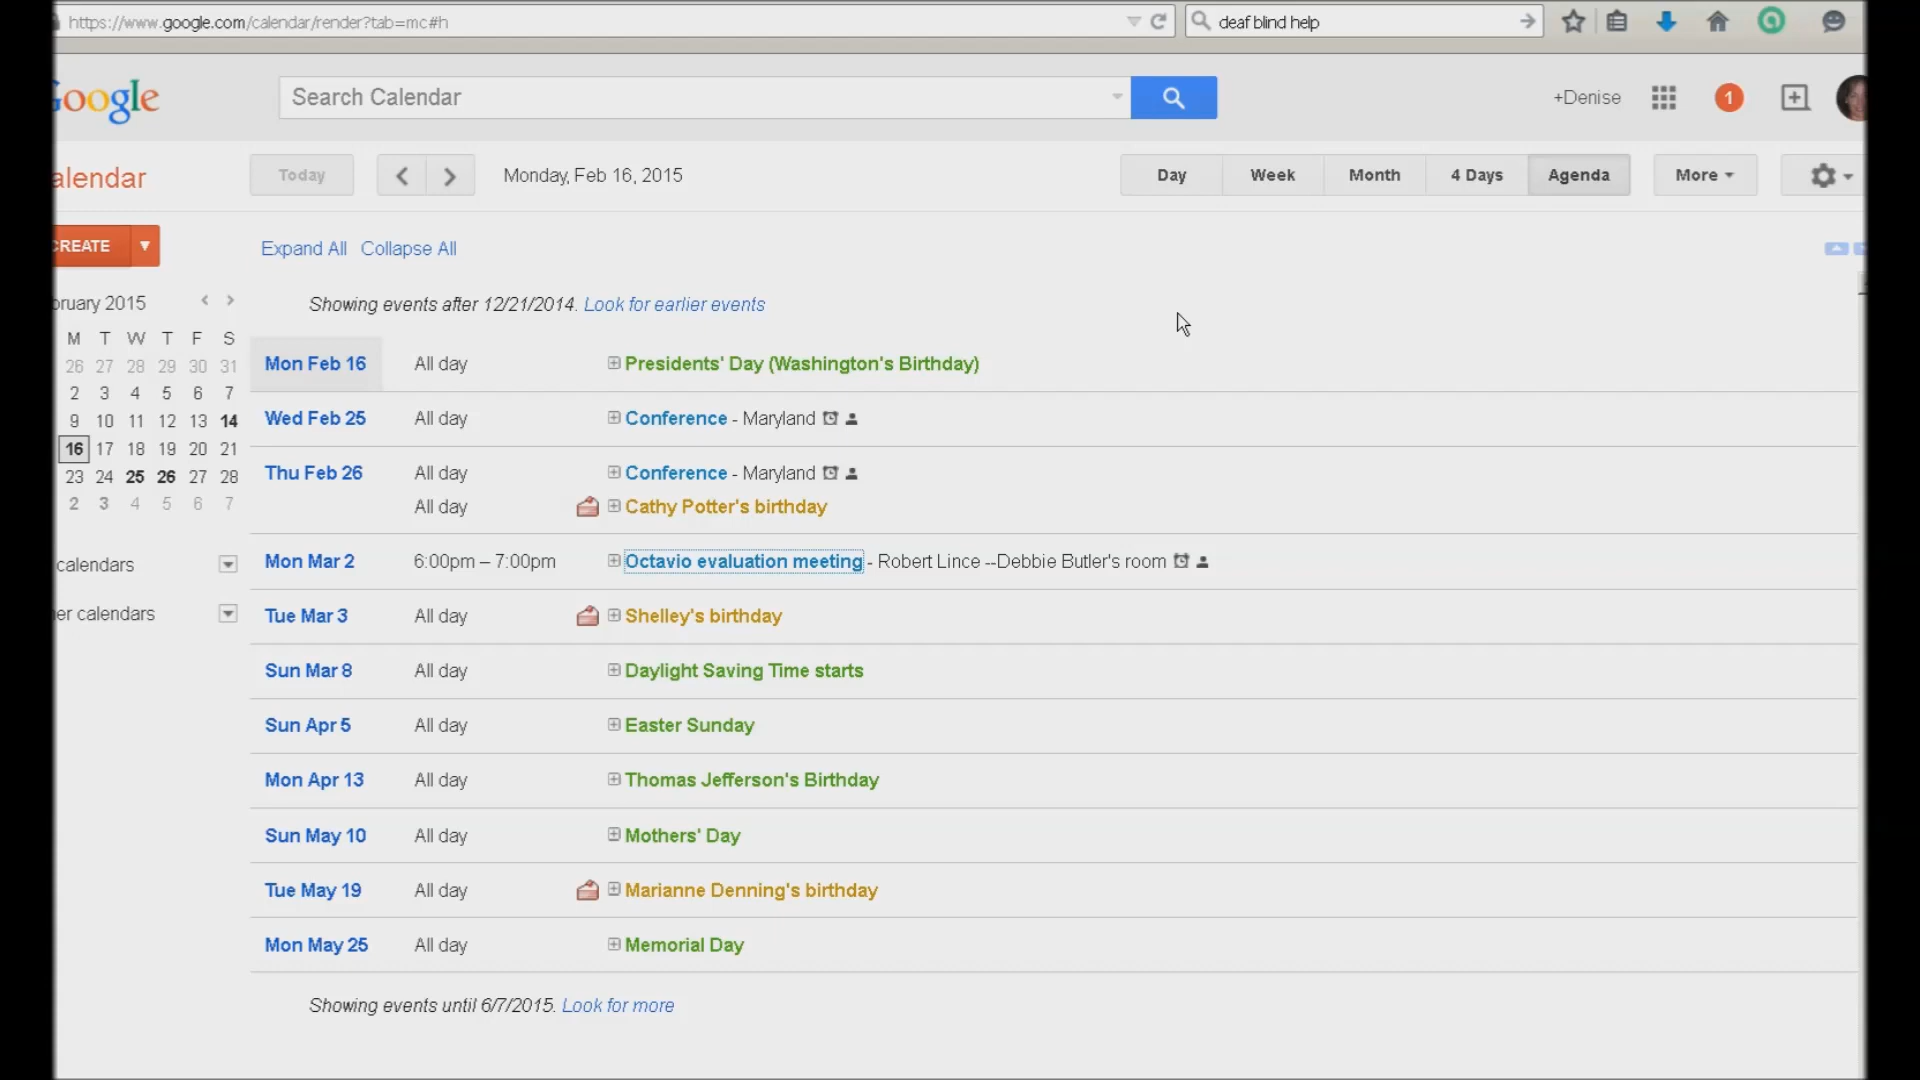 https://www.google.com/calendar/render?tab=mc#h
deaf blind help
Google
Search Calendar
+Denise
1
alendar
Today
Monday, Feb 16, 2015
Day
Week
Month
4 Days
Agenda
More
CREATE
Expand All Collapse All
bruary 2015
Showing events after 12/21/2014. Look for earlier events
M T W T F S
26 27 28 29 30 31
2 3 4 5 6 7
9 10 11 12 13 14
16 17 18 19 20 21
23 24 25 26 27 28
2 3 4 5 6 7
calendars
er calendars
Mon Feb 16 All day Presidents' Day (Washington's Birthday)
Wed Feb 25 All day Conference - Maryland
Thu Feb 26 All day Conference - Maryland
All day Cathy Potter's birthday
Mon Mar 2 6:00pm – 7:00pm Octavio evaluation meeting - Robert Lince --Debbie Butler's room
Tue Mar 3 All day Shelley's birthday
Sun Mar 8 All day Daylight Saving Time starts
Sun Apr 5 All day Easter Sunday
Mon Apr 13 All day Thomas Jefferson's Birthday
Sun May 10 All day Mothers' Day
Tue May 19 All day Marianne Denning's birthday
Mon May 25 All day Memorial Day
Showing events until 6/7/2015. Look for more